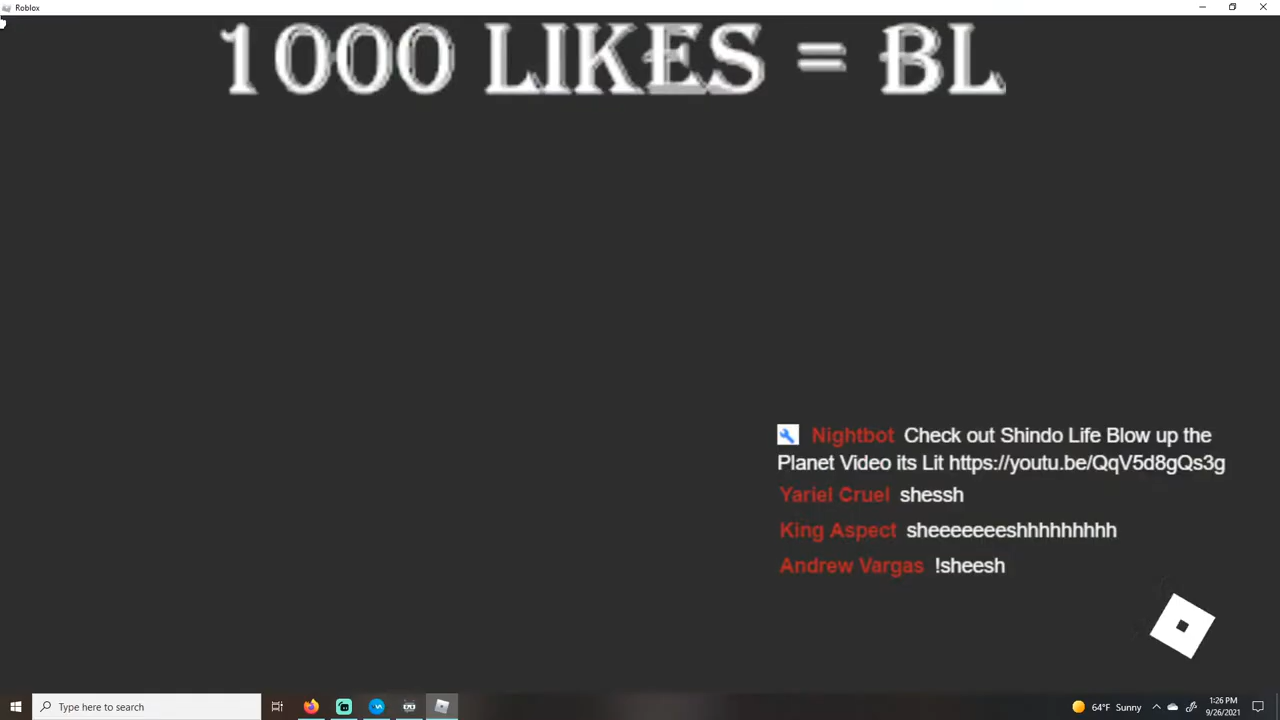 Roblox
1000 LIKES = BL
Nightbot Check out Shindo Life Blow up the
Planet Video its Lit https://youtu.be/QqV5d8gQs3g
Yariel Cruel shessh
King Aspect sheeeeeeeshhhhhhhhh
Andrew Vargas !sheesh
Type here to search
64°F Sunny
1:26 PM
9/26/2021